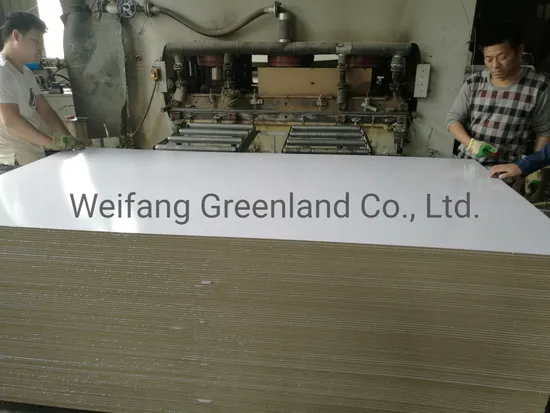 Weifang Greenland Co., Ltd.